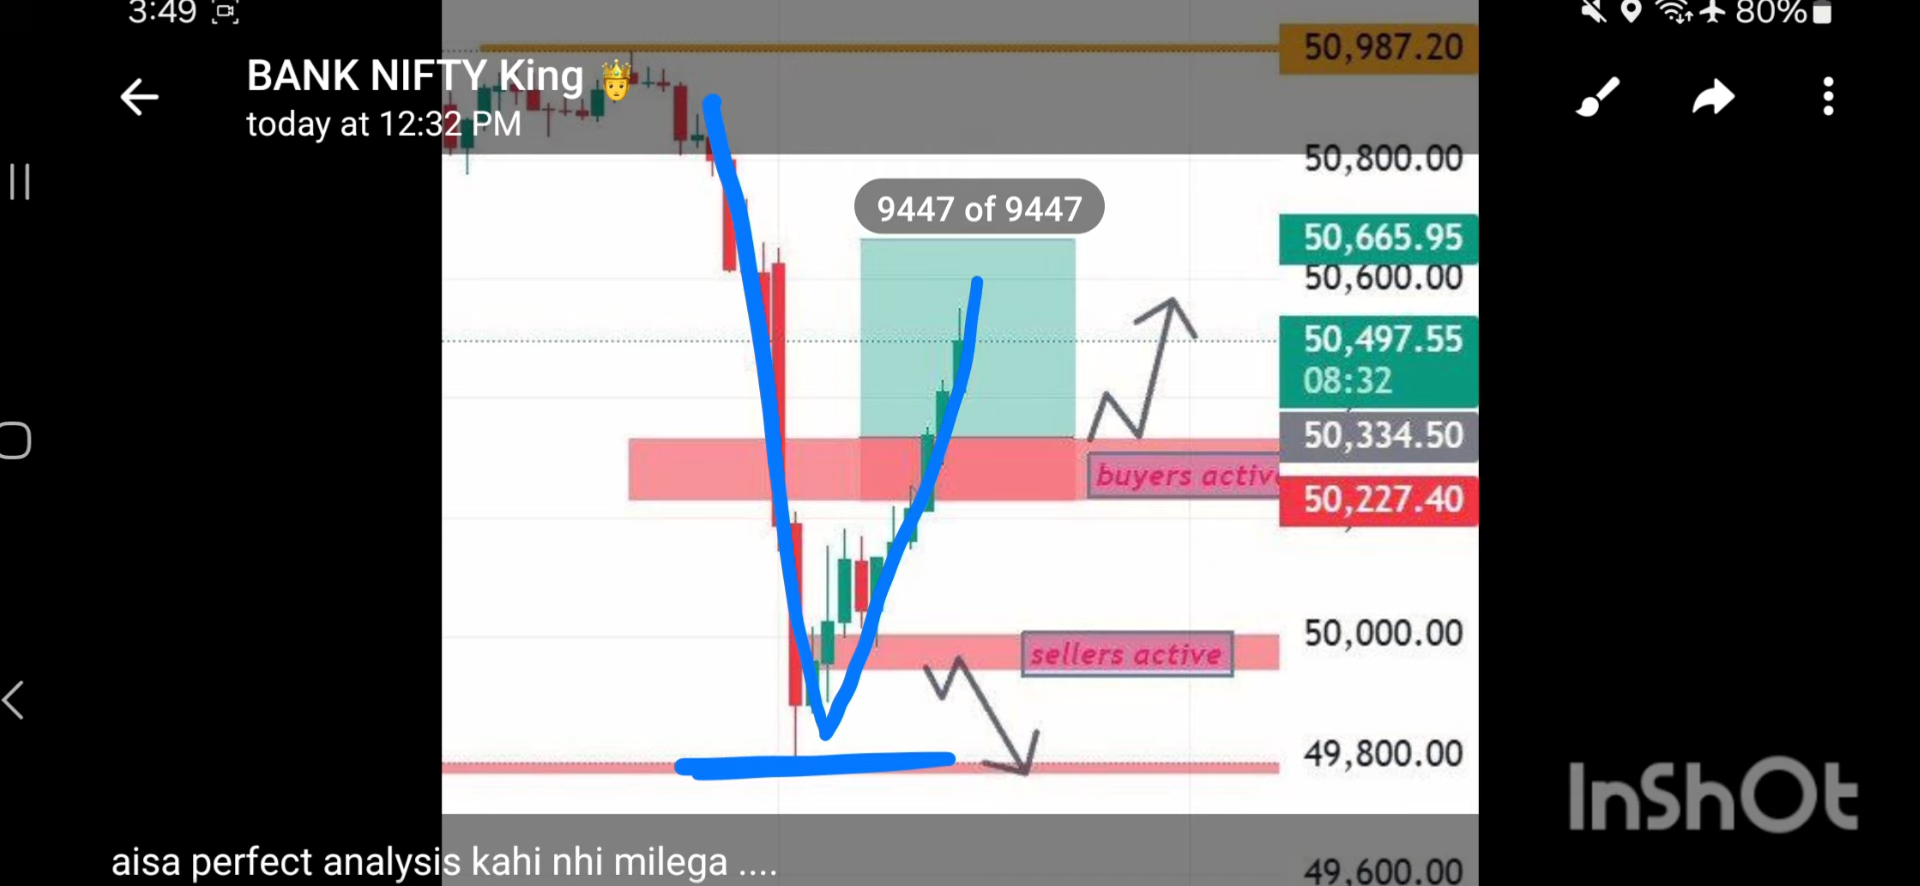 3:49
80%
BANK NIFTY King
today at 12:32 PM
50,987.20
50,800.00
9447 of 9447
50,665.95
50,600.00
50,497.55
08:32
50,334.50
buyers activ
50,227.40
50,000.00
sellers active
49,800.00
InShOt
aisa perfect analysis kahi nhi milega ....
49,600.00